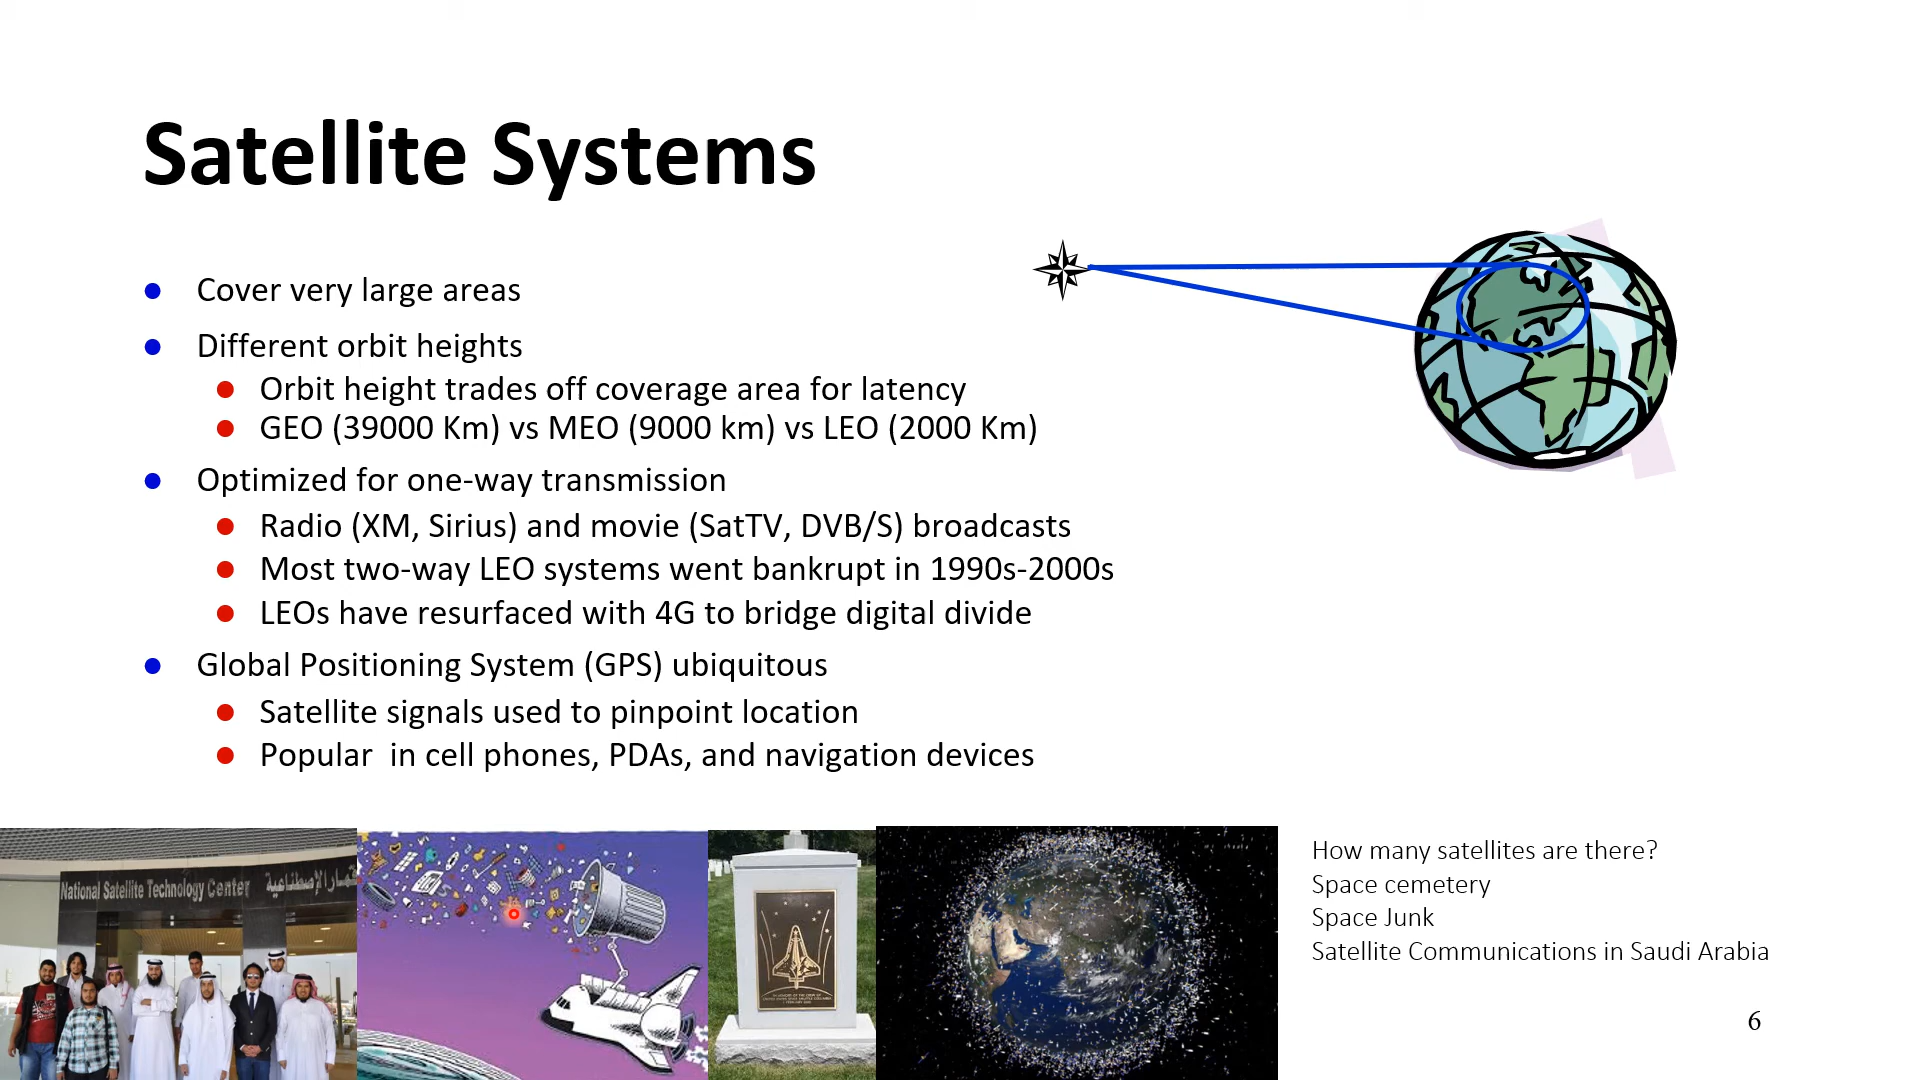 Satellite Systems
Cover very large areas
Different orbit heights
Orbit height trades off coverage area for latency
GEO (39000 Km) vs MEO (9000 km) vs LEO (2000 Km)
Optimized for one-way transmission
Radio (XM, Sirius) and movie (SatTV, DVB/S) broadcasts
Most two-way LEO systems went bankrupt in 1990s-2000s
LEOs have resurfaced with 4G to bridge digital divide
Global Positioning System (GPS) ubiquitous
Satellite signals used to pinpoint location
Popular  in cell phones, PDAs, and navigation devices
National Satellite Technology Center
How many satellites are there?
Space cemetery
Space Junk
Satellite Communications in Saudi Arabia
6